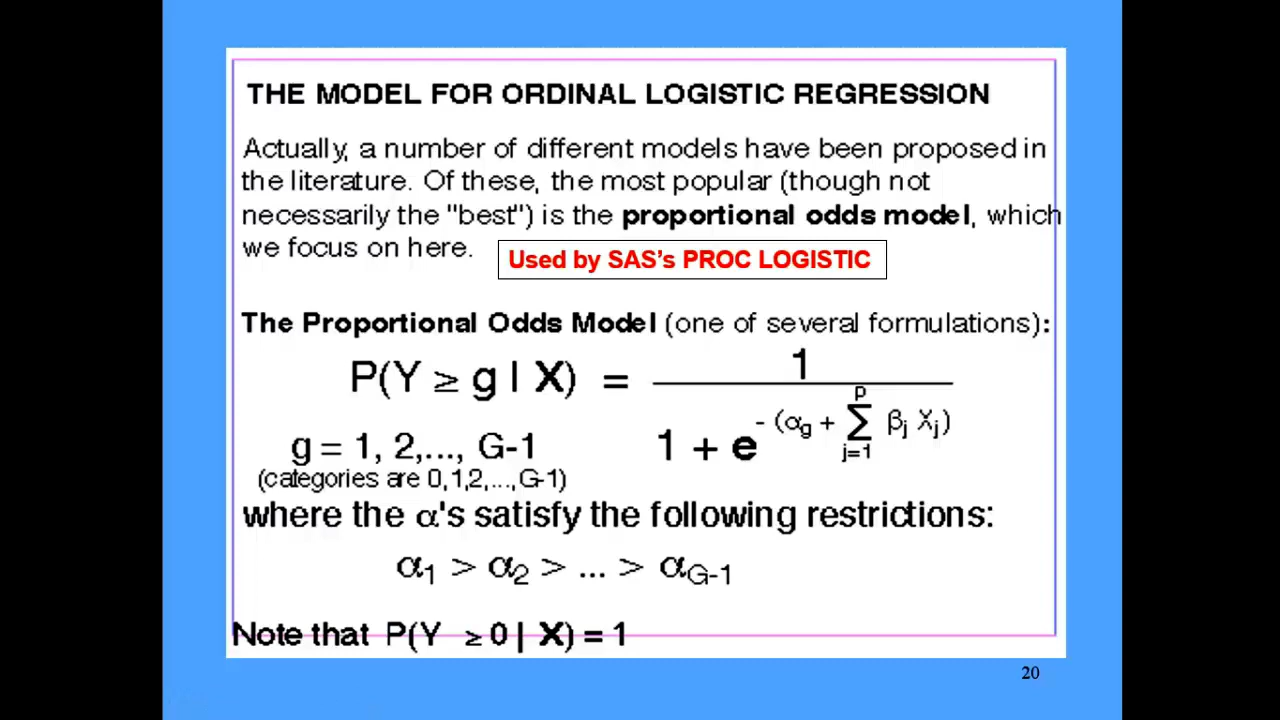 THE MODEL FOR ORDINAL LOGISTIC REGRESSION
Actually, a number of different models have been proposed in
the literature. Of these, the most popular (though not
necessarily the "best") is the proportional odds model, which
we focus on here.
Used by SAS's PROC LOGISTIC
The Proportional Odds Model (one of several formulations):
P(Y ≥ g | X) = 1 / 1 + e^-(α_g + Σ_{j=1}^{p} β_j X_j)
g = 1, 2,..., G-1
(categories are 0,1,2,...,G-1)
where the α's satisfy the following restrictions:
α₁ > α₂ > ... > α_{G-1}
Note that P(Y ≥ 0 | X) = 1
20